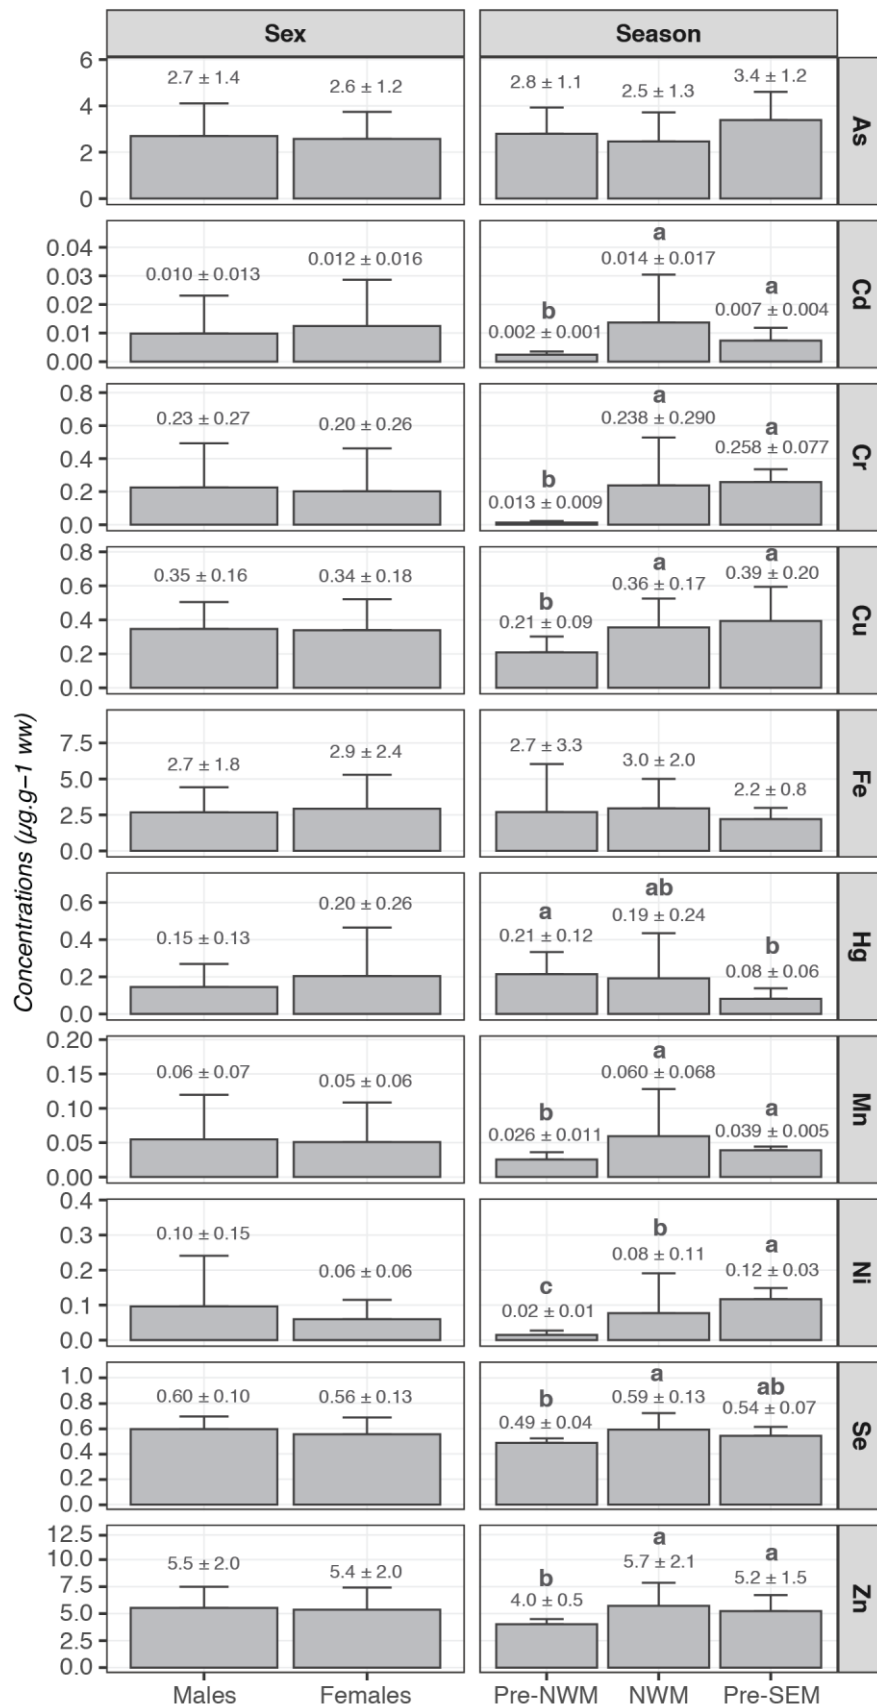 Sex
Season
6
4
2
0
2.7 ± 1.4
2.6 ± 1.2
2.8 ± 1.1
2.5 ± 1.3
3.4 ± 1.2
As
0.04
0.03
0.02
0.01
0.00
0.010 ± 0.013
0.012 ± 0.016
b
0.002 ± 0.001
a
0.014 ± 0.017
a
0.007 ± 0.004
Cd
0.8
0.6
0.4
0.2
0.0
0.23 ± 0.27
0.20 ± 0.26
b
0.013 ± 0.009
a
0.238 ± 0.290
a
0.258 ± 0.077
Cr
0.8
0.6
0.4
0.2
0.0
0.35 ± 0.16
0.34 ± 0.18
b
0.21 ± 0.09
a
0.36 ± 0.17
a
0.39 ± 0.20
Cu
Concentrations (µg.g−1 ww)
7.5
5.0
2.5
0.0
2.7 ± 1.8
2.9 ± 2.4
2.7 ± 3.3
3.0 ± 2.0
2.2 ± 0.8
Fe
0.6
0.4
0.2
0.0
0.15 ± 0.13
0.20 ± 0.26
a
0.21 ± 0.12
ab
0.19 ± 0.24
b
0.08 ± 0.06
Hg
0.20
0.15
0.10
0.05
0.00
0.06 ± 0.07
0.05 ± 0.06
b
0.026 ± 0.011
a
0.060 ± 0.068
a
0.039 ± 0.005
Mn
0.4
0.3
0.2
0.1
0.0
0.10 ± 0.15
0.06 ± 0.06
c
0.02 ± 0.01
b
0.08 ± 0.11
a
0.12 ± 0.03
Ni
1.0
0.8
0.6
0.4
0.2
0.0
0.60 ± 0.10
0.56 ± 0.13
b
0.49 ± 0.04
a
0.59 ± 0.13
ab
0.54 ± 0.07
Se
12.5
10.0
7.5
5.0
2.5
0.0
5.5 ± 2.0
5.4 ± 2.0
b
4.0 ± 0.5
a
5.7 ± 2.1
a
5.2 ± 1.5
Zn
Males
Females
Pre-NWM
NWM
Pre-SEM